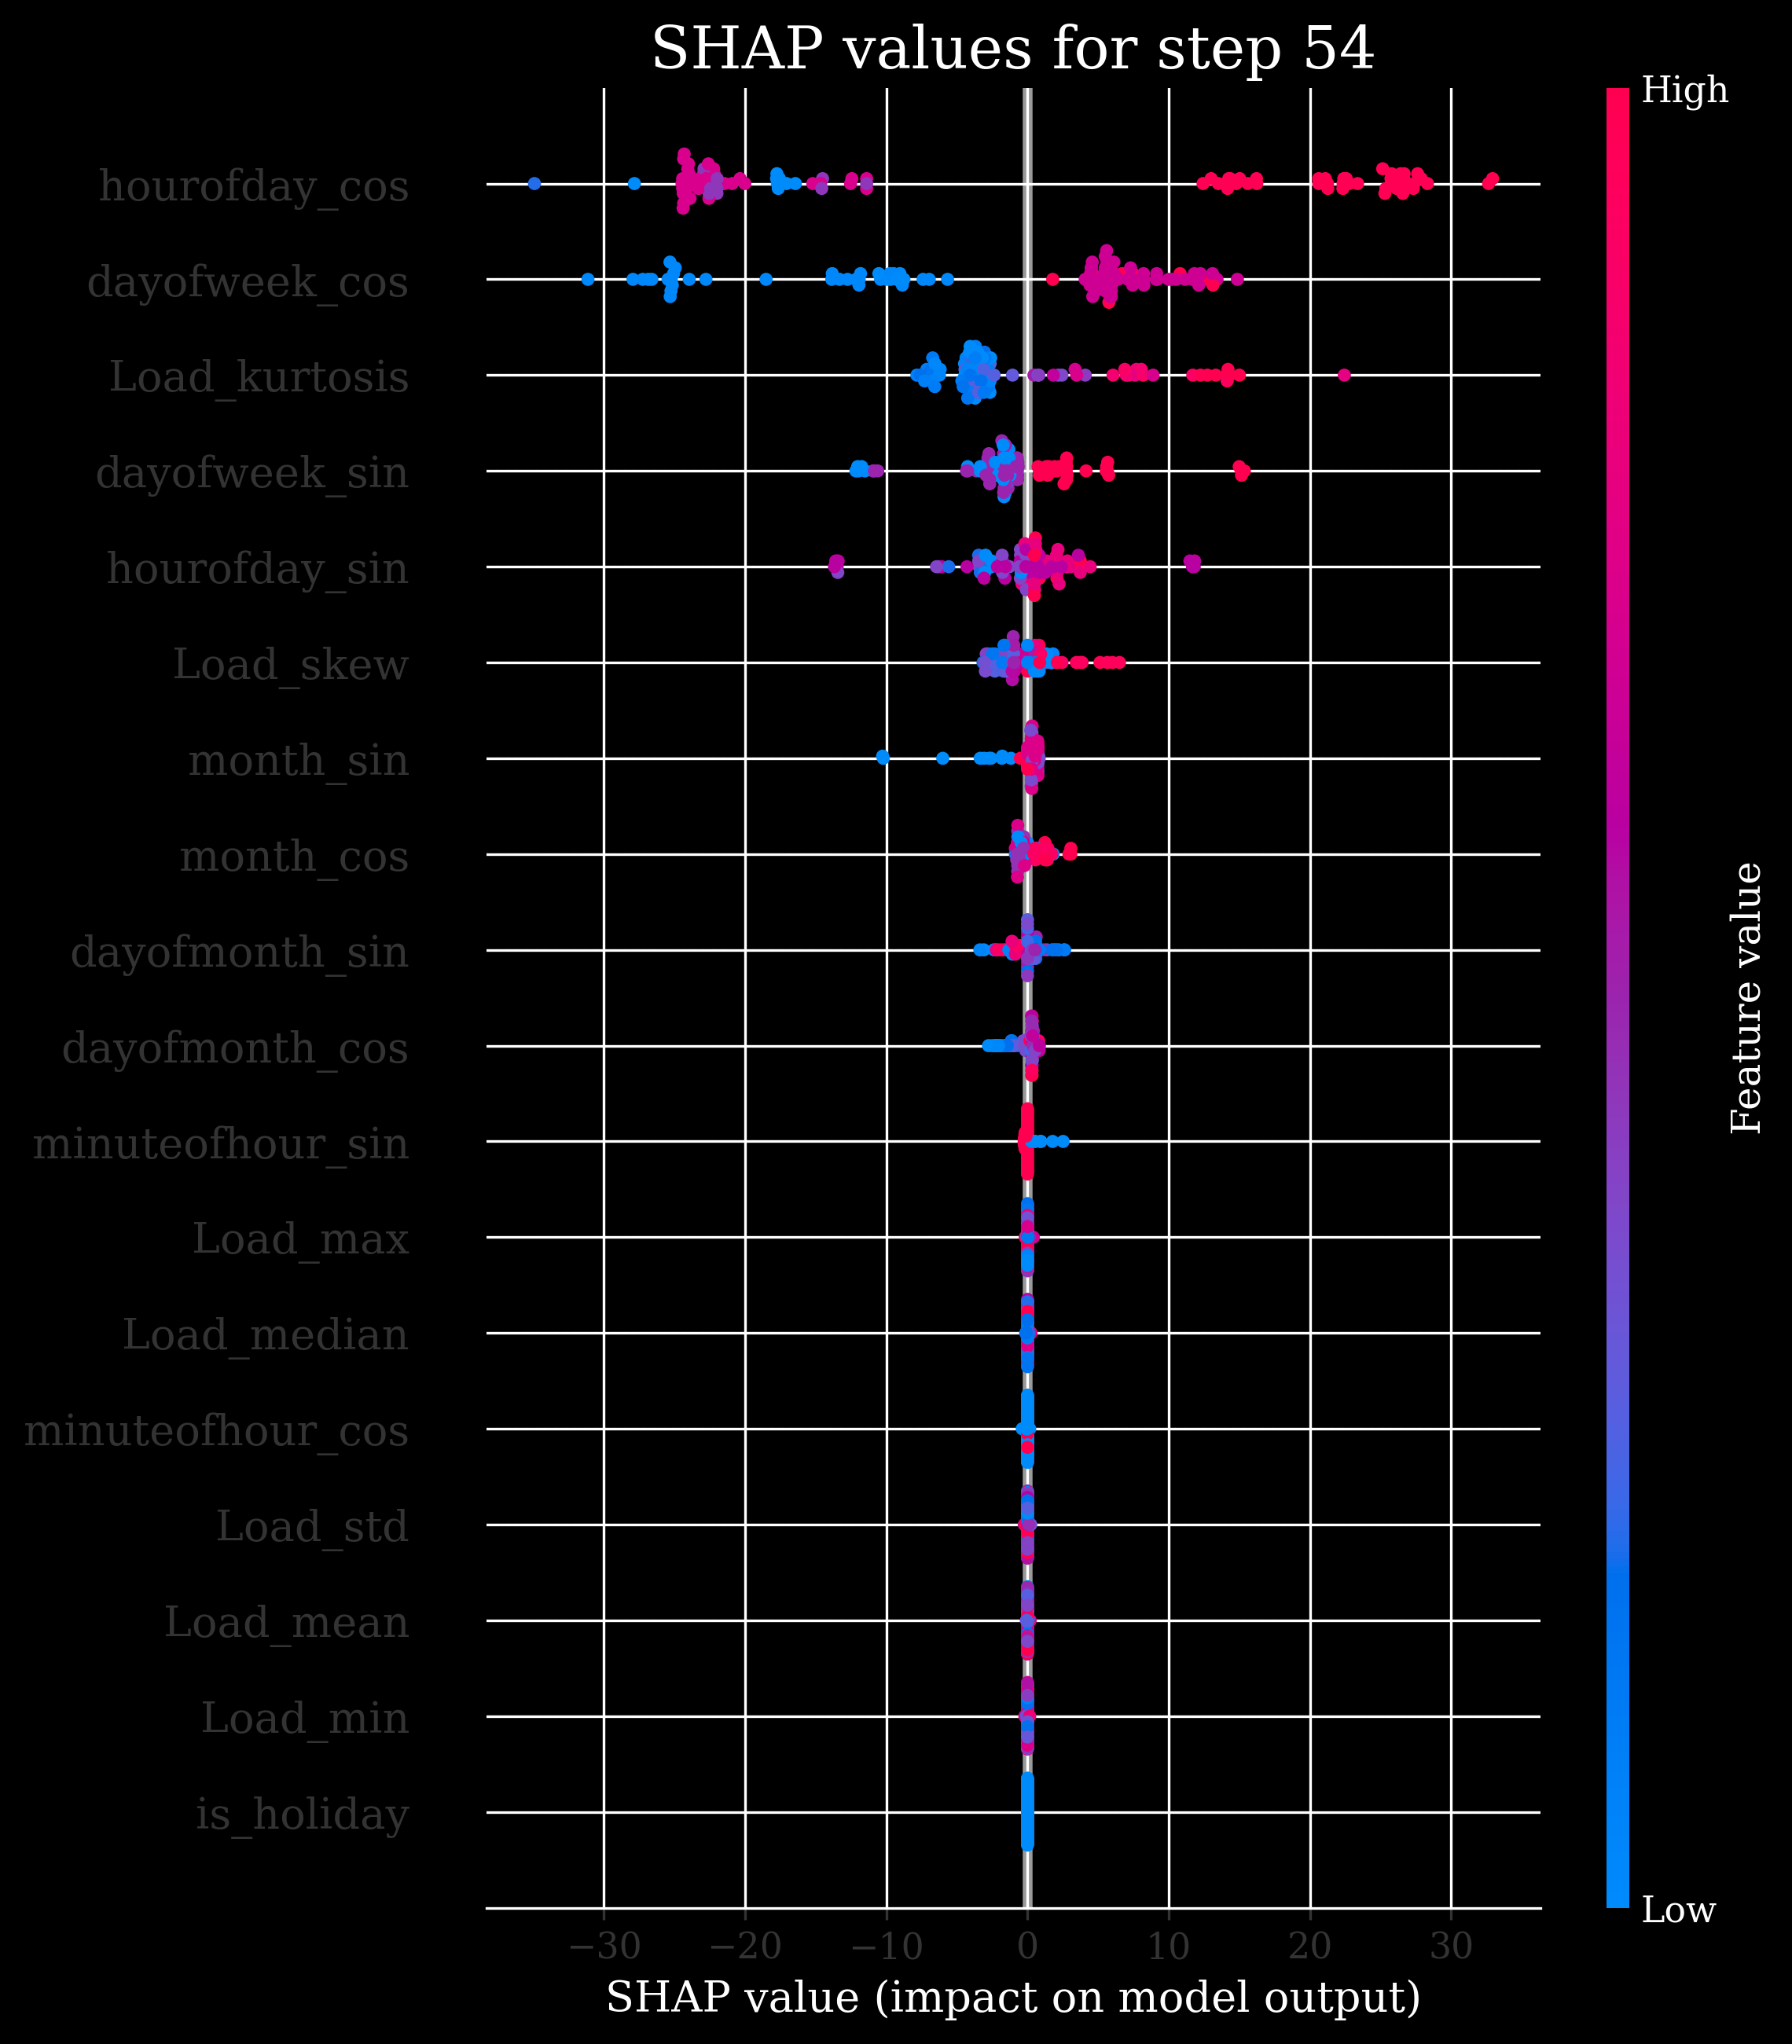 SHAP values for step 54
High
hourofday_cos
dayofweek_cos
Load_kurtosis
dayofweek_sin
hourofday_sin
Load_skew
month_sin
month_cos
dayofmonth_sin
dayofmonth_cos
minuteofhour_sin
Load_max
Load_median
minuteofhour_cos
Load_std
Load_mean
Load_min
is_holiday
Feature value
Low
−30 −20 −10 0 10 20 30
SHAP value (impact on model output)